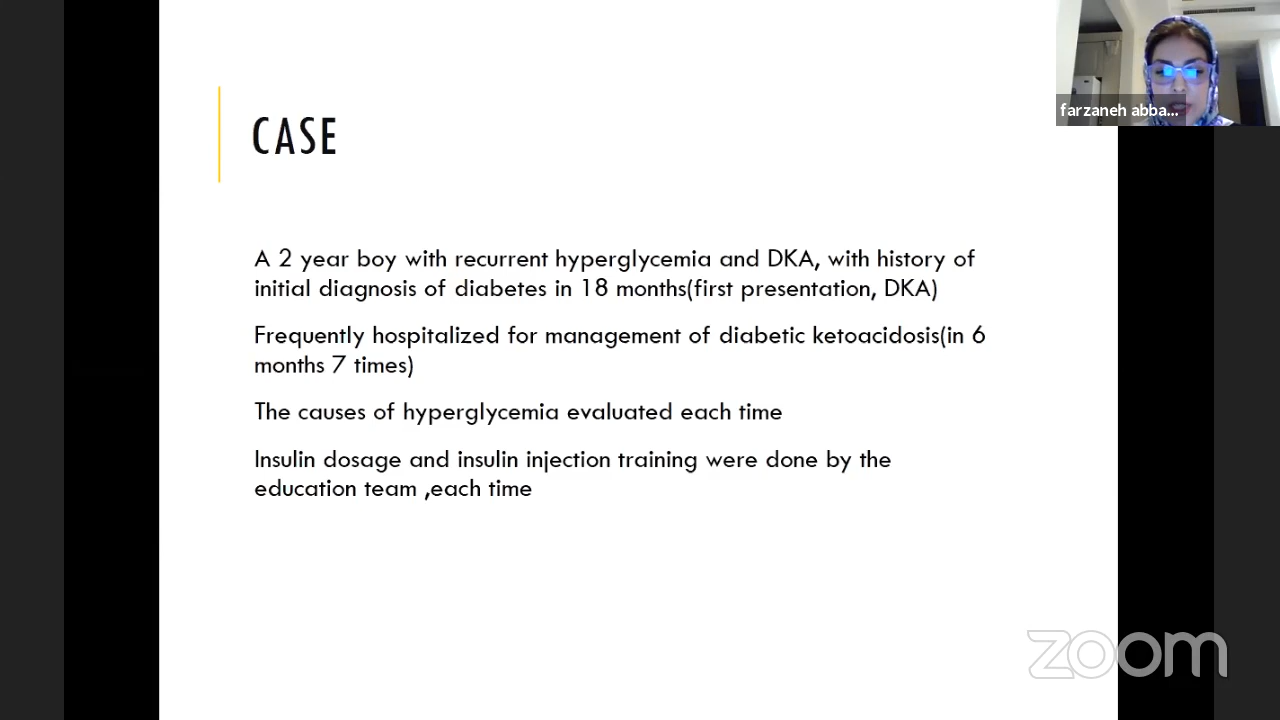 farzaneh abba...
CASE
A 2 year boy with recurrent hyperglycemia and DKA, with history of
initial diagnosis of diabetes in 18 months(first presentation, DKA)
Frequently hospitalized for management of diabetic ketoacidosis(in 6
months 7 times)
The causes of hyperglycemia evaluated each time
Insulin dosage and insulin injection training were done by the
education team ,each time
zoom